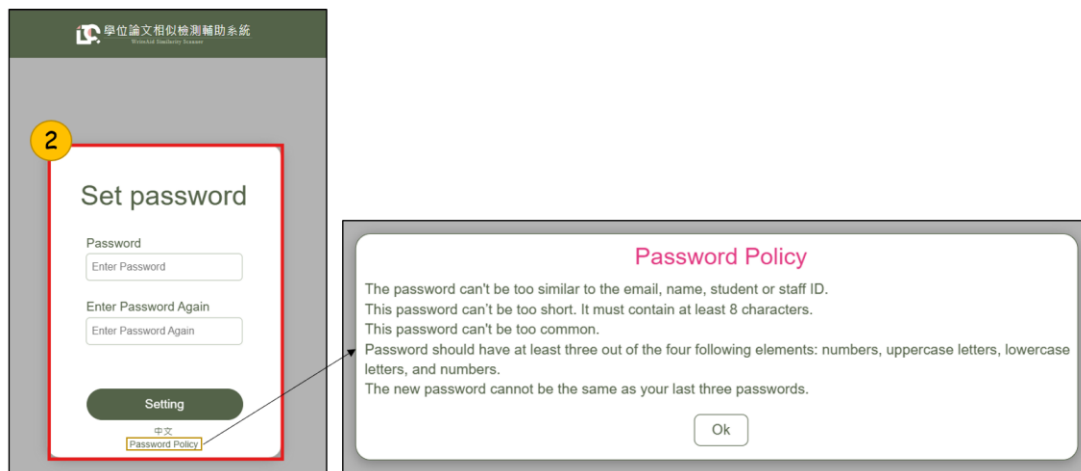 學位論文相似檢測輔助系統
WriteAid Similarity Scanner
2
Set password
Password
Enter Password
Enter Password Again
Enter Password Again
Setting
中文
Password Policy
Password Policy
The password can't be too similar to the email, name, student or staff ID.
This password can't be too short. It must contain at least 8 characters.
This password can't be too common.
Password should have at least three out of the four following elements: numbers, uppercase letters, lowercase
letters, and numbers.
The new password cannot be the same as your last three passwords.
Ok